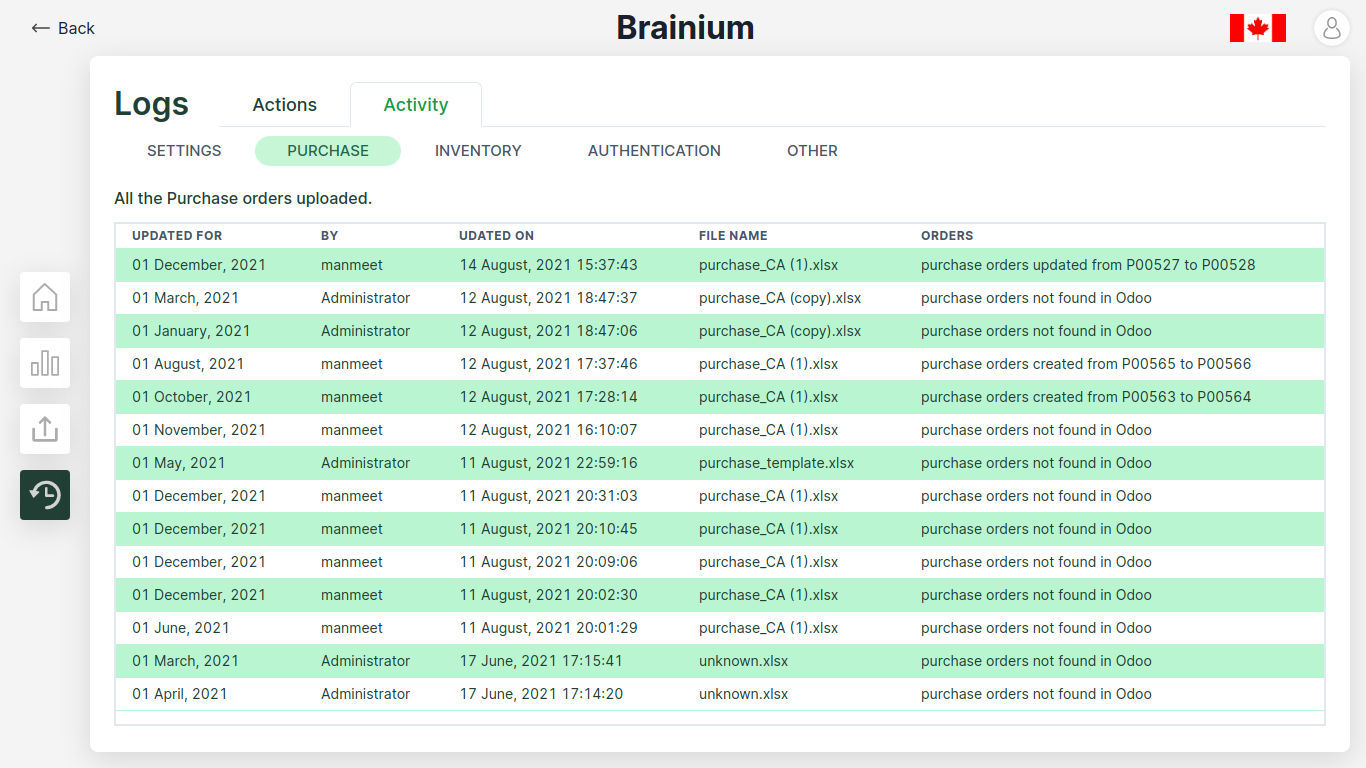 Back
Brainium
Logs Actions Activity
SETTINGS PURCHASE INVENTORY AUTHENTICATION OTHER
All the Purchase orders uploaded.
UPDATED FOR BY UDATED ON FILE NAME ORDERS
01 December, 2021 manmeet 14 August, 2021 15:37:43 purchase_CA (1).xlsx purchase orders updated from P00527 to P00528
01 March, 2021 Administrator 12 August, 2021 18:47:37 purchase_CA (copy).xlsx purchase orders not found in Odoo
01 January, 2021 Administrator 12 August, 2021 18:47:06 purchase_CA (copy).xlsx purchase orders not found in Odoo
01 August, 2021 manmeet 12 August, 2021 17:37:46 purchase_CA (1).xlsx purchase orders created from P00565 to P00566
01 October, 2021 manmeet 12 August, 2021 17:28:14 purchase_CA (1).xlsx purchase orders created from P00563 to P00564
01 November, 2021 manmeet 12 August, 2021 16:10:07 purchase_CA (1).xlsx purchase orders not found in Odoo
01 May, 2021 Administrator 11 August, 2021 22:59:16 purchase_template.xlsx purchase orders not found in Odoo
01 December, 2021 manmeet 11 August, 2021 20:31:03 purchase_CA (1).xlsx purchase orders not found in Odoo
01 December, 2021 manmeet 11 August, 2021 20:10:45 purchase_CA (1).xlsx purchase orders not found in Odoo
01 December, 2021 manmeet 11 August, 2021 20:09:06 purchase_CA (1).xlsx purchase orders not found in Odoo
01 December, 2021 manmeet 11 August, 2021 20:02:30 purchase_CA (1).xlsx purchase orders not found in Odoo
01 June, 2021 manmeet 11 August, 2021 20:01:29 purchase_CA (1).xlsx purchase orders not found in Odoo
01 March, 2021 Administrator 17 June, 2021 17:15:41 unknown.xlsx purchase orders not found in Odoo
01 April, 2021 Administrator 17 June, 2021 17:14:20 unknown.xlsx purchase orders not found in Odoo